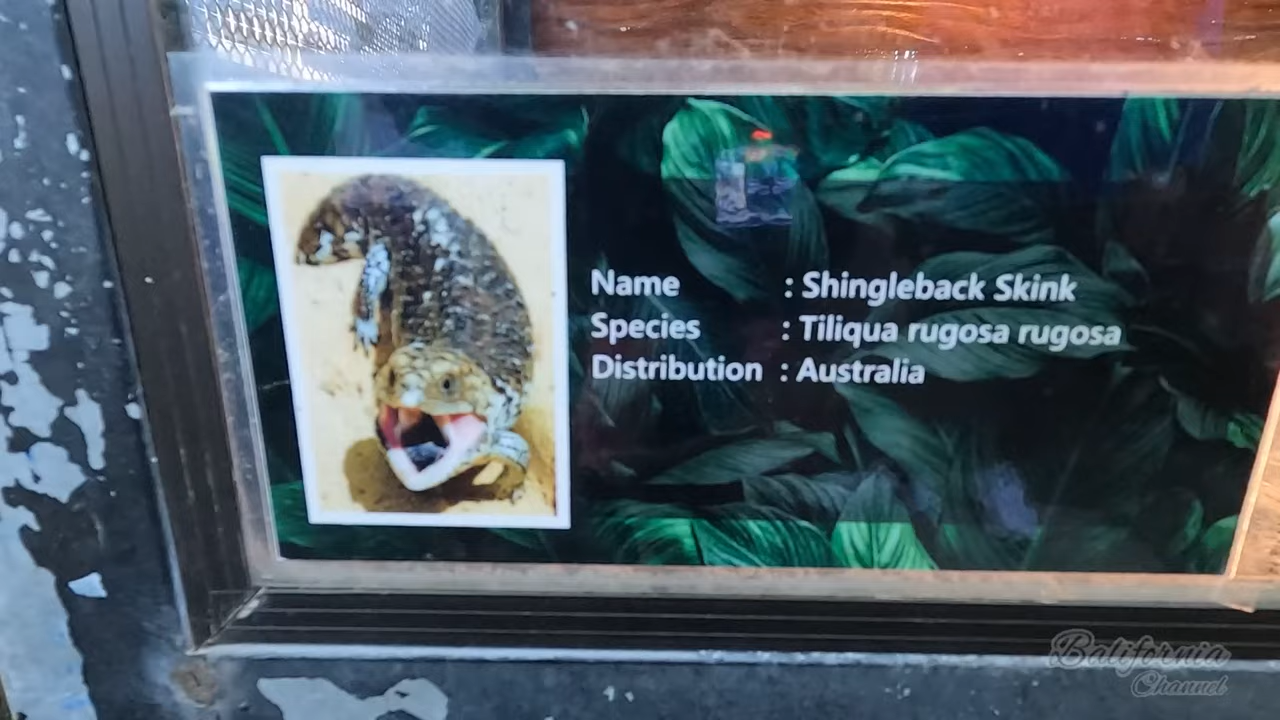 Name : Shingleback Skink
Species : Tiliqua rugosa rugosa
Distribution : Australia
Balifornia
Channel